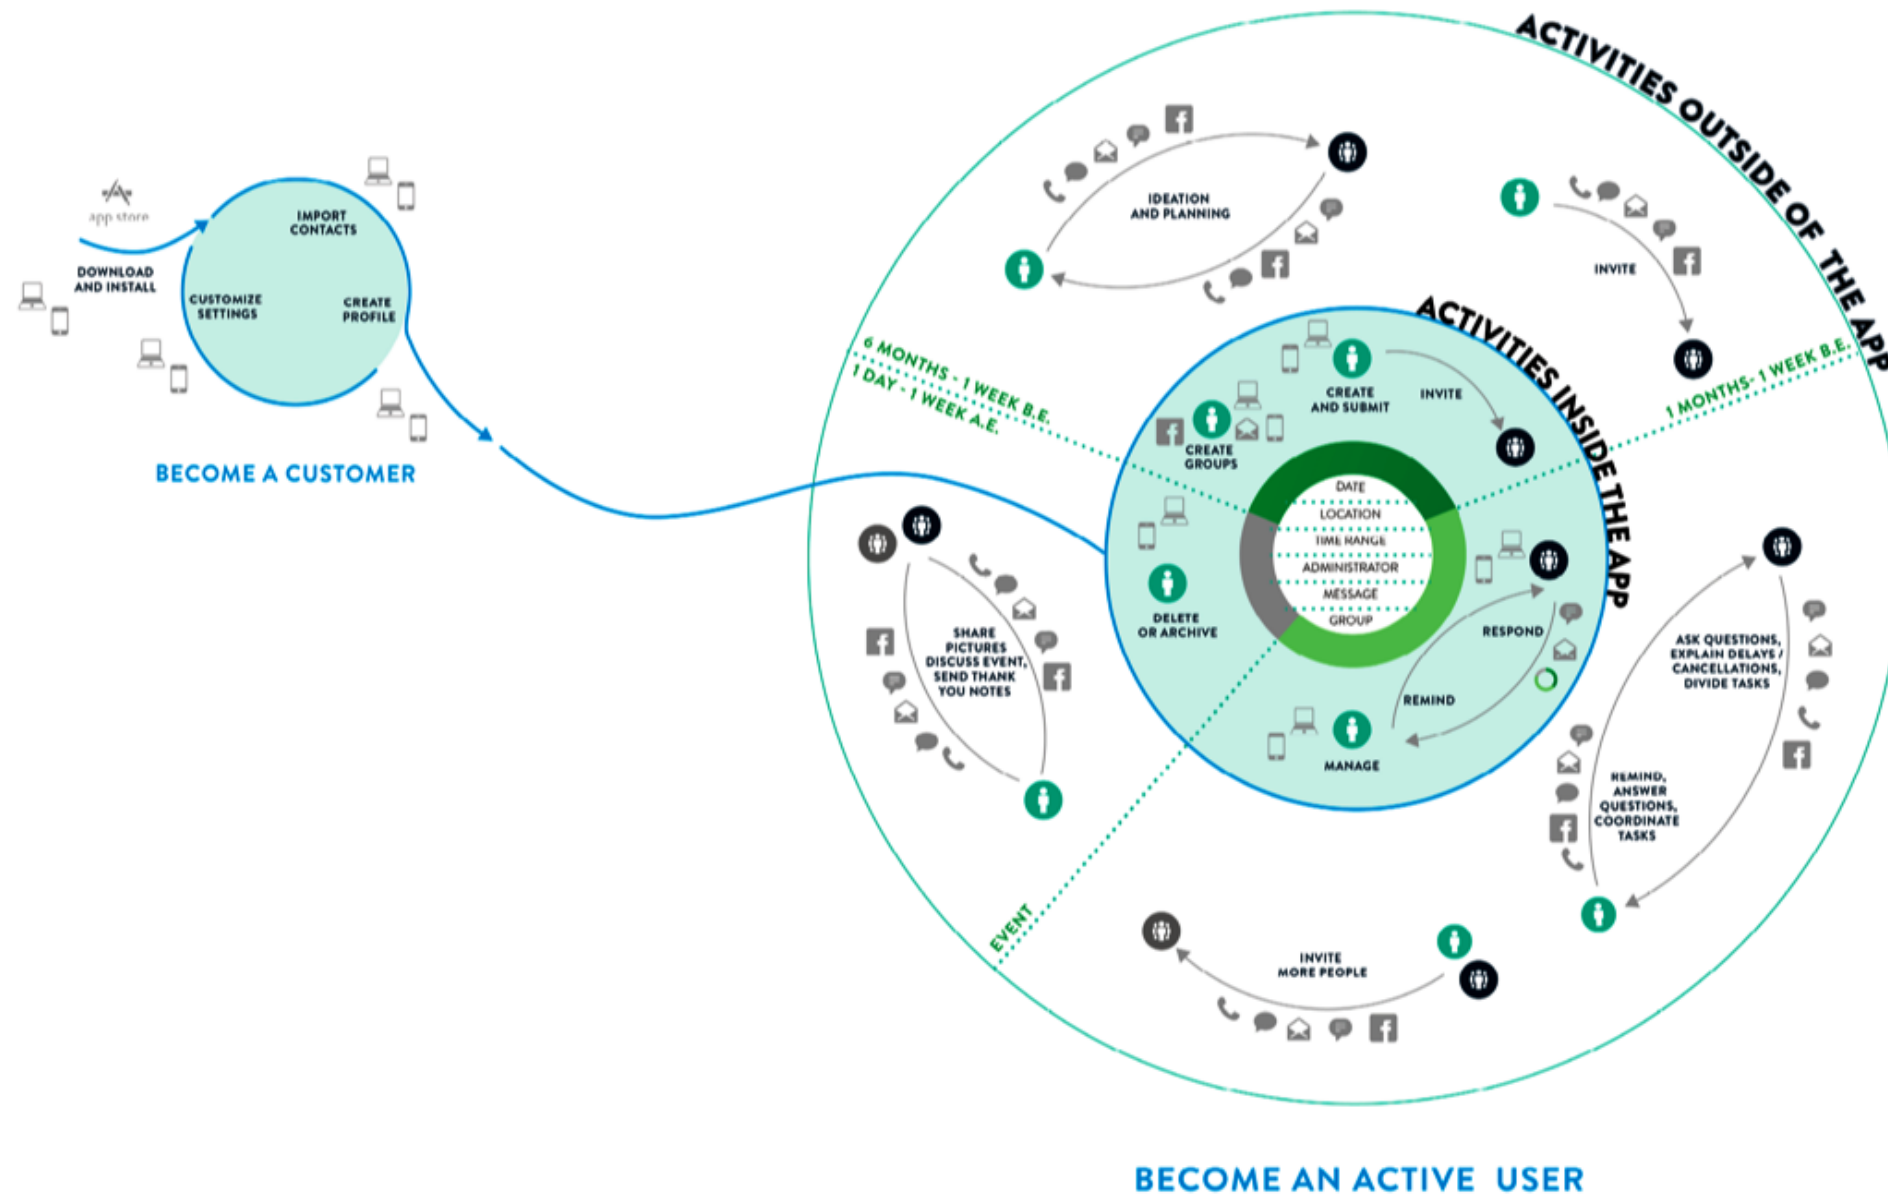 app store
DOWNLOAD
AND INSTALL
IMPORT
CONTACTS
CUSTOMIZE
SETTINGS
CREATE
PROFILE
BECOME A CUSTOMER
ACTIVITIES OUTSIDE OF THE APP
IDEATION
AND PLANNING
INVITE
6 MONTHS - 1 WEEK B.E.
1 DAY - 1 WEEK A.E.
1 MONTHS- 1 WEEK B.E.
ACTIVITIES INSIDE THE APP
CREATE
AND SUBMIT
INVITE
CREATE
GROUPS
DATE
LOCATION
TIME RANGE
ADMINISTRATOR
MESSAGE
GROUP
DELETE
OR ARCHIVE
RESPOND
REMIND
MANAGE
SHARE
PICTURES
DISCUSS EVENT,
SEND THANK
YOU NOTES
ASK QUESTIONS,
EXPLAIN DELAYS /
CANCELLATIONS,
DIVIDE TASKS
REMIND,
ANSWER
QUESTIONS,
COORDINATE
TASKS
EVENT
INVITE
MORE PEOPLE
BECOME AN ACTIVE USER